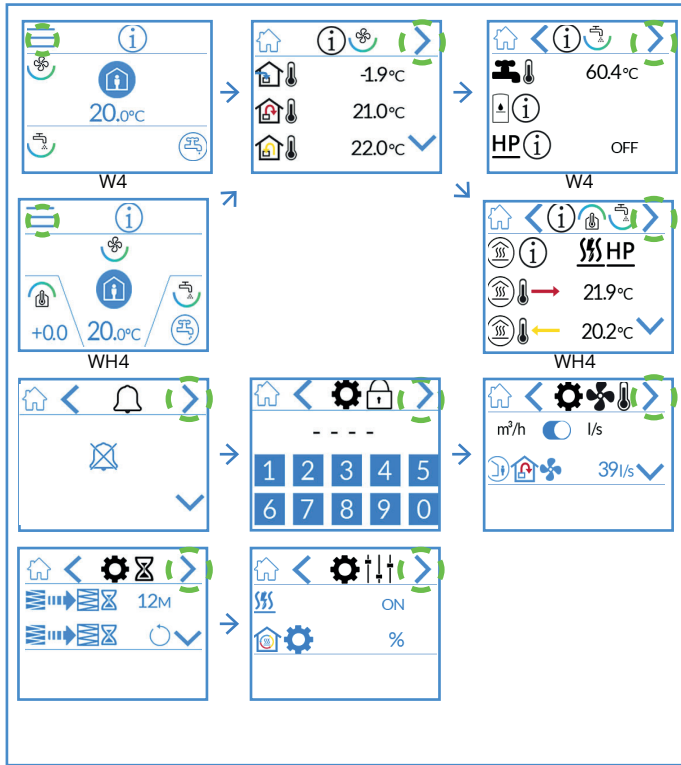 20.0°C
W4
-1.9°C
21.0°C
22.0°C
60.4°C
HP OFF
W4
+0.0 20.0°C
WH4
HP
21.9°C
20.2°C
WH4
- - - -
1 2 3 4 5
6 7 8 9 0
m³/h l/s
39 l/s
12M
ON
%